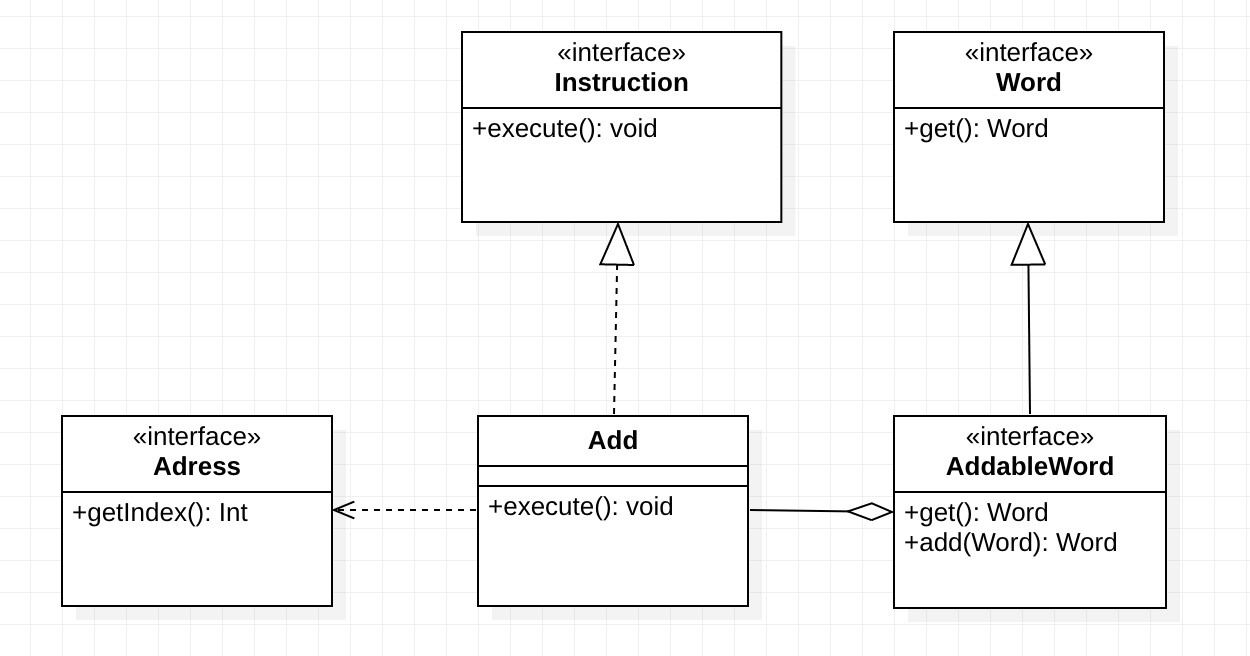 «interface»
Instruction
+execute(): void
«interface»
Word
+get(): Word
«interface»
Adress
+getIndex(): Int
Add
+execute(): void
«interface»
AddableWord
+get(): Word
+add(Word): Word